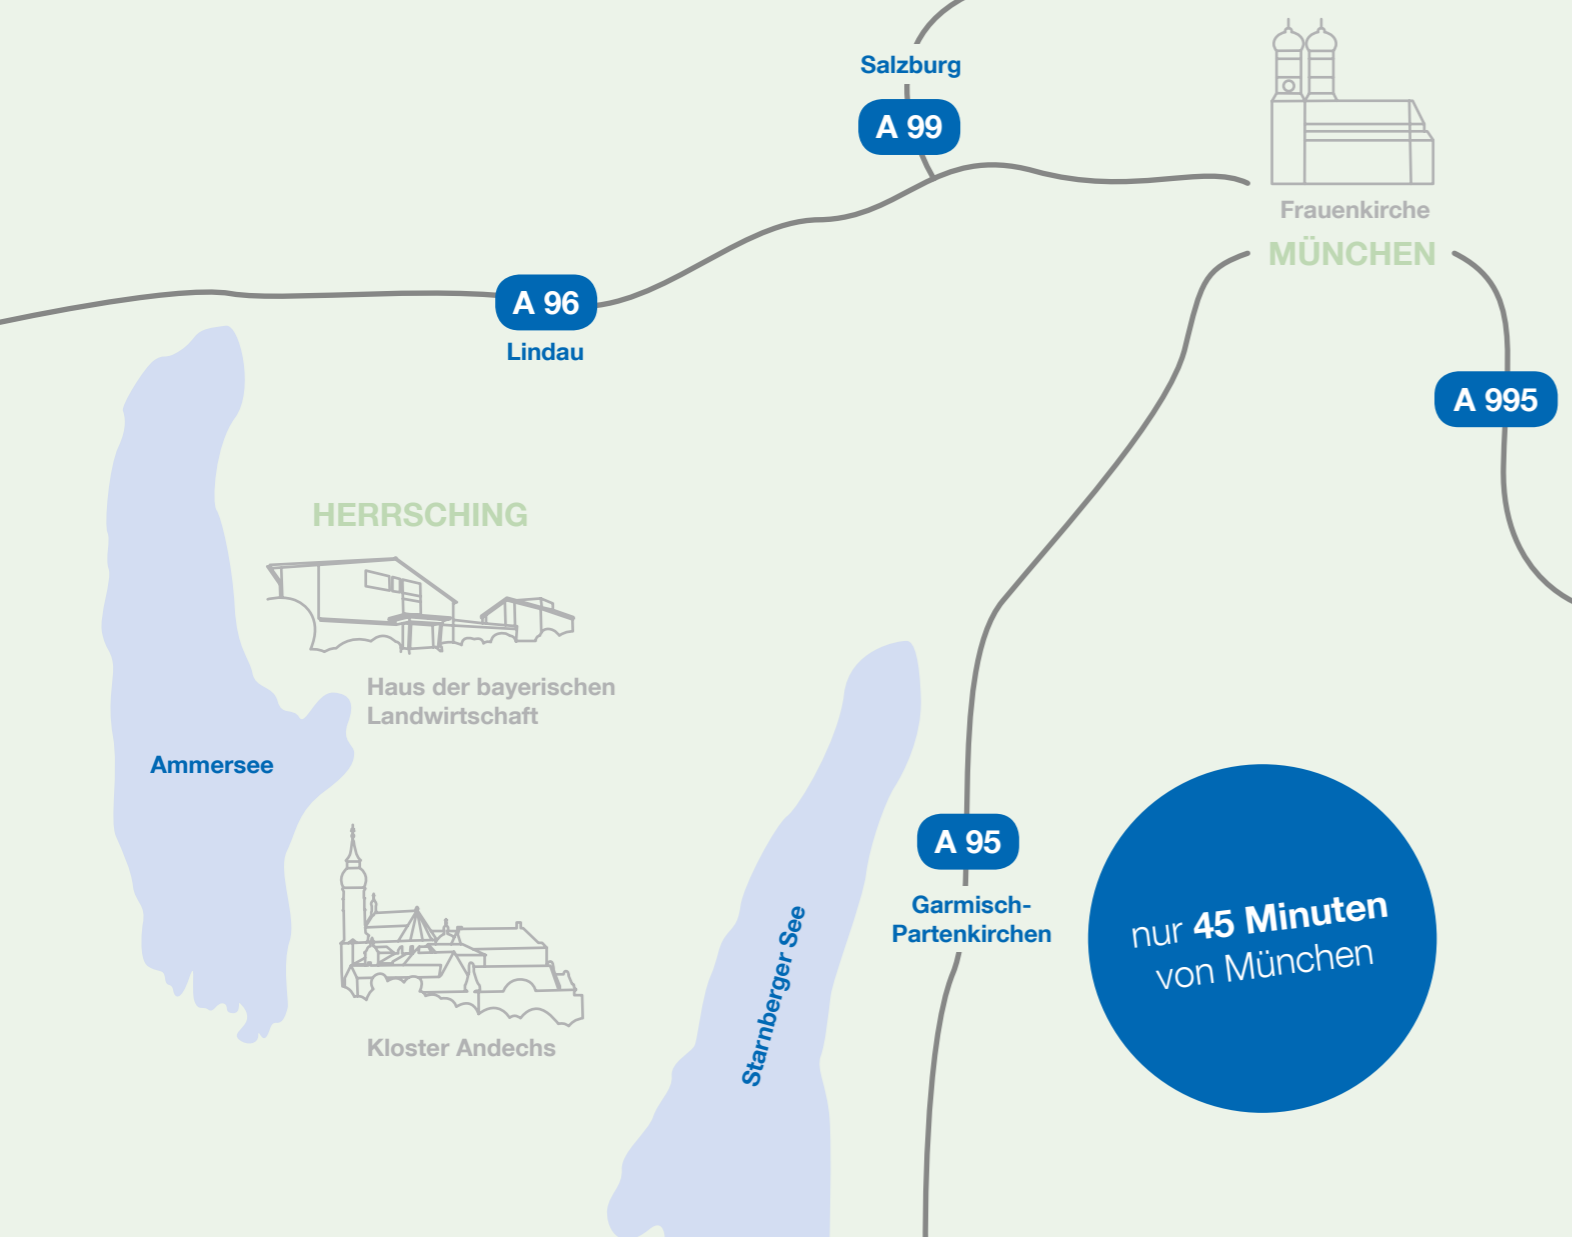 Salzburg
A 99
Frauenkirche
MÜNCHEN
A 96
Lindau
A 995
HERRSCHING
Haus der bayerischen
Landwirtschaft
Ammersee
A 95
Garmisch-
Partenkirchen
Starnberger See
nur 45 Minuten
von München
Kloster Andechs